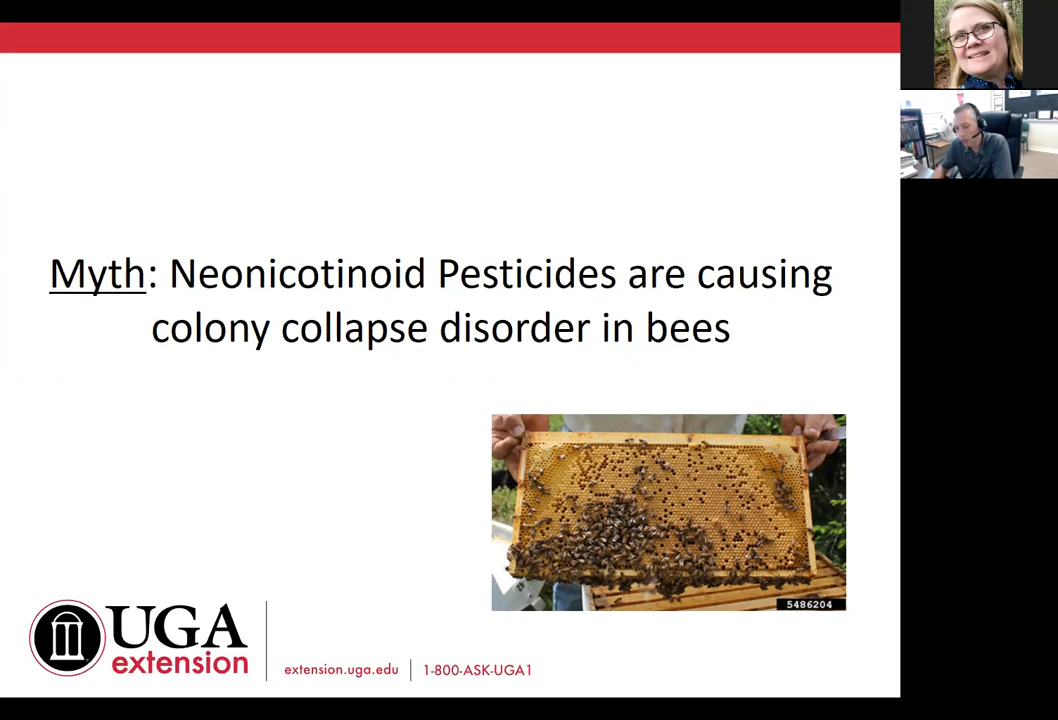 Myth: Neonicotinoid Pesticides are causing
colony collapse disorder in bees
5486204
UGA
extension
extension.uga.edu
1-800-ASK-UGA1